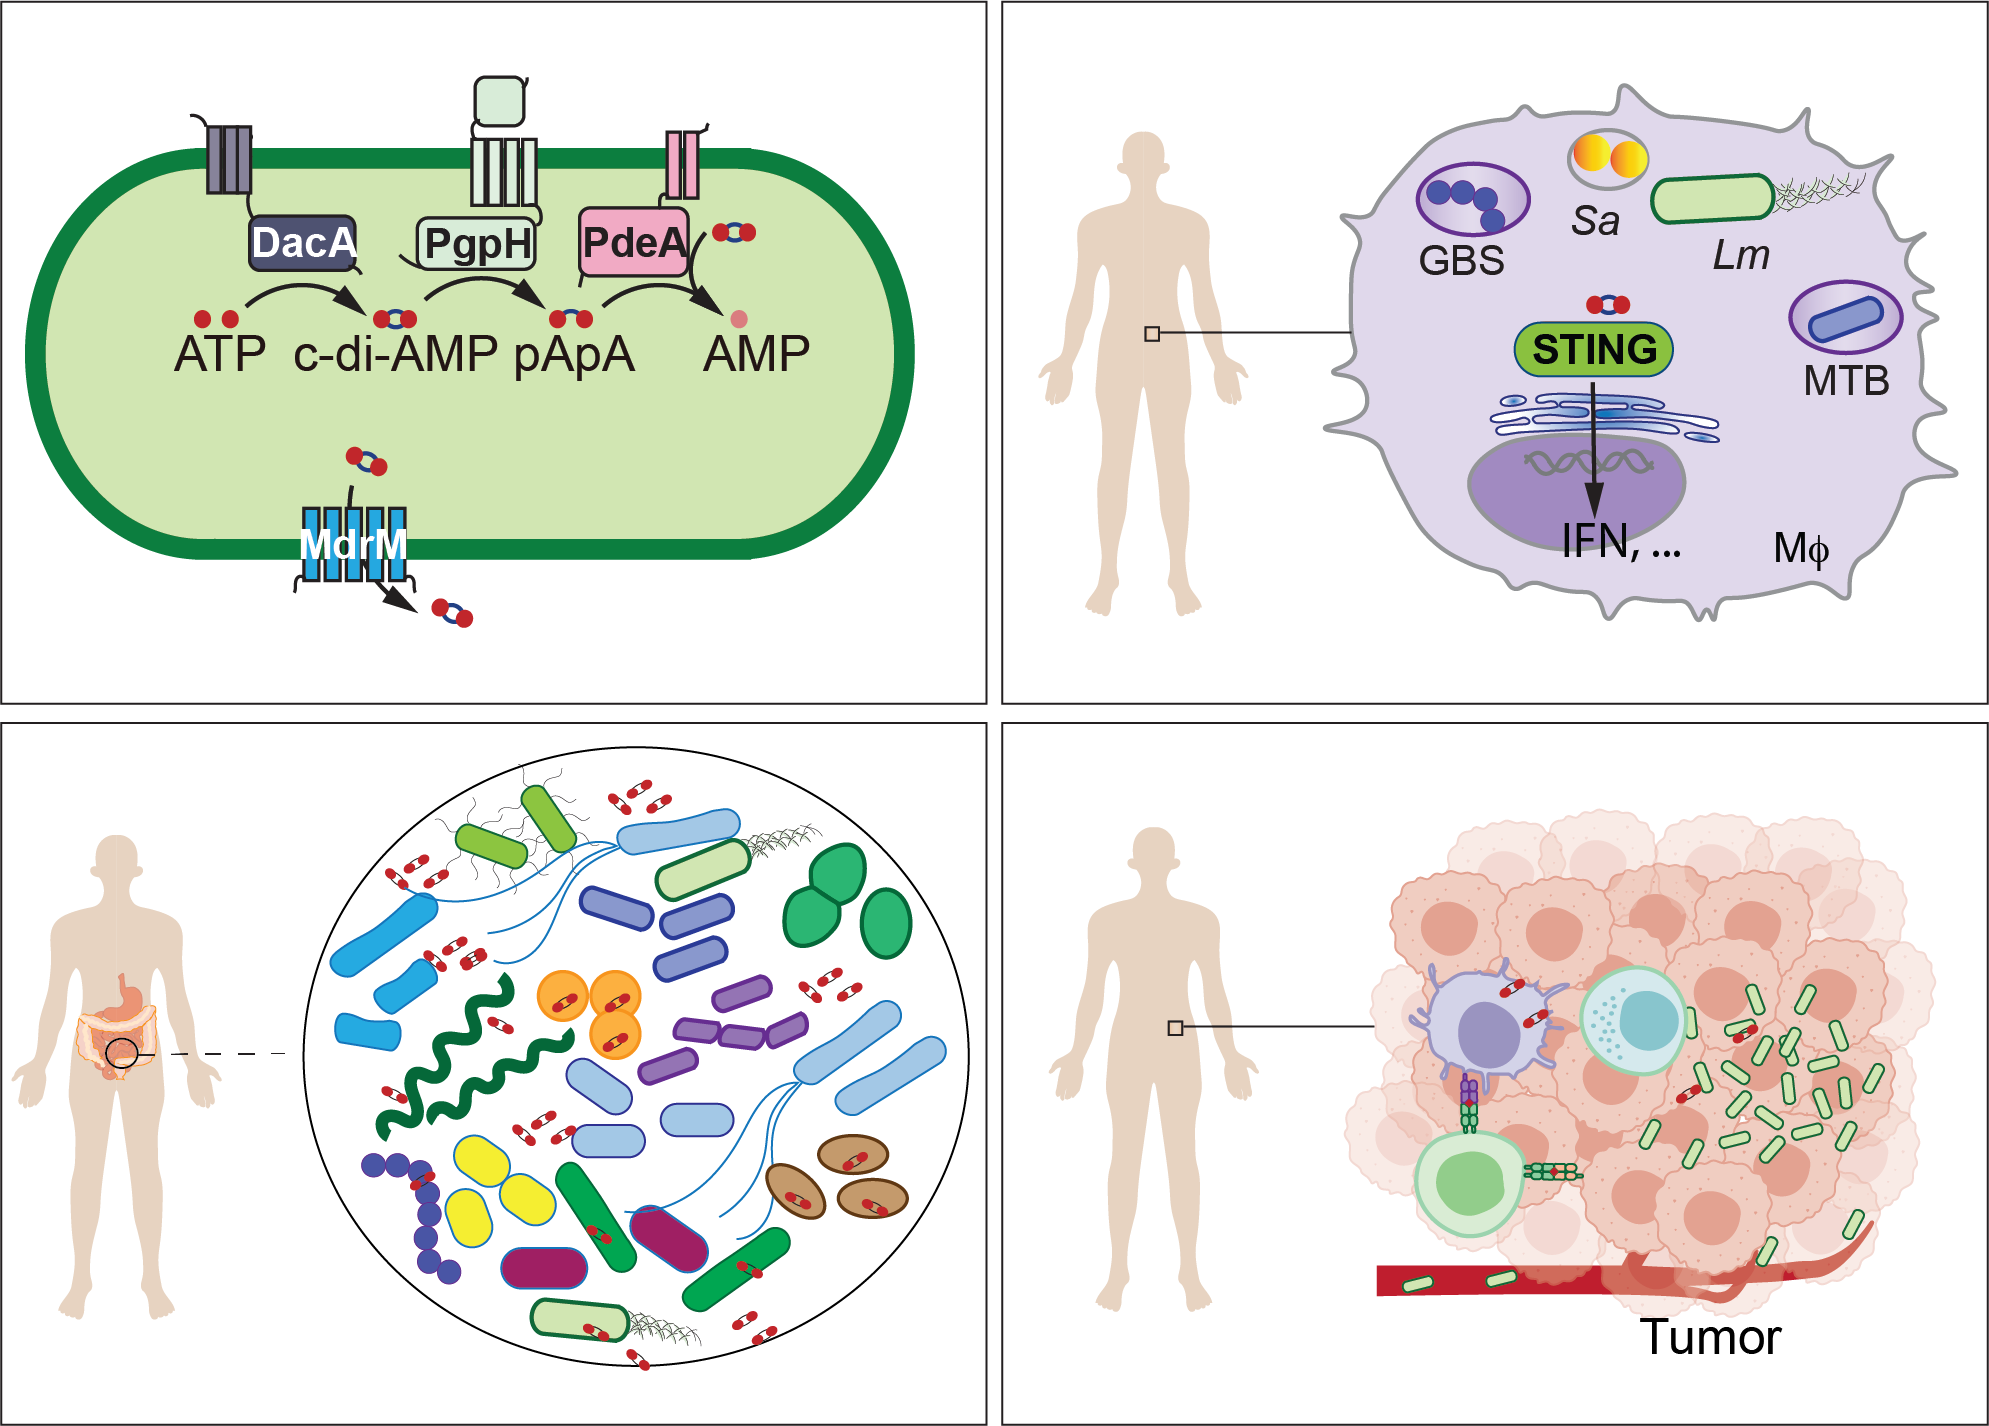 DacA PgpH PdeA
ATP c-di-AMP pApA AMP
MdrM
GBS
Sa
Lm
STING
MTB
IFN, ...
Mϕ
Tumor